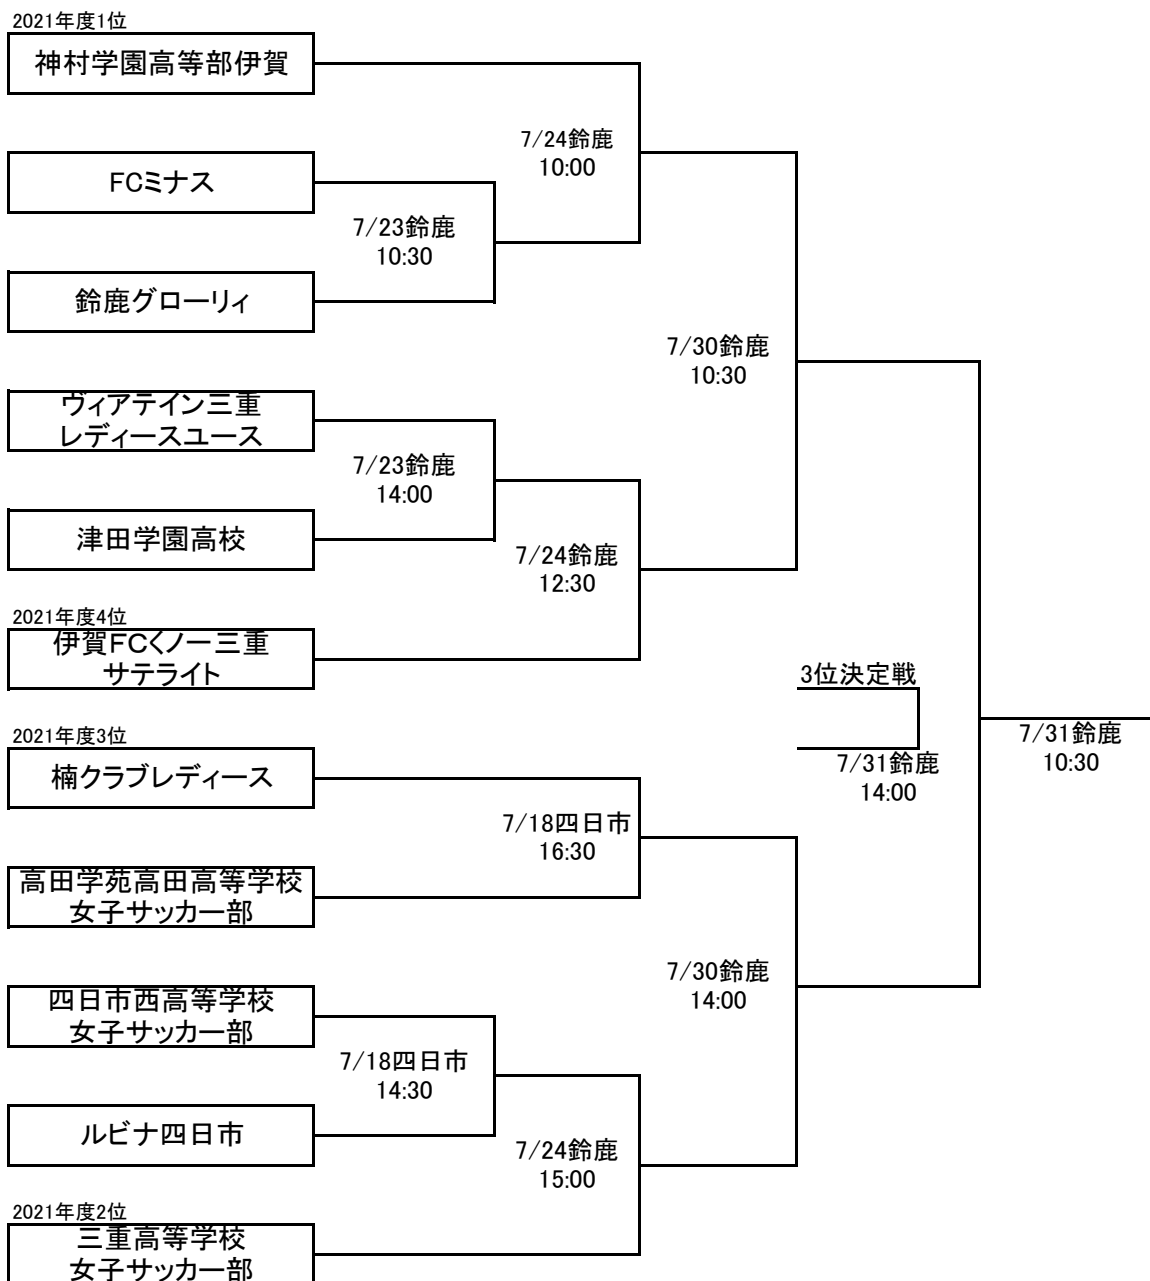 2021年度1位
神村学園高等部伊賀
7/24鈴鹿
10:00
FCミナス
7/23鈴鹿
10:30
鈴鹿グローリィ
7/30鈴鹿
10:30
ヴィアテイン三重
レディースユース
7/23鈴鹿
14:00
津田学園高校
7/24鈴鹿
12:30
2021年度4位
伊賀FCくノ一三重
サテライト
3位決定戦
7/31鈴鹿
14:00
7/31鈴鹿
10:30
2021年度3位
楠クラブレディース
7/18四日市
16:30
高田学苑高田高等学校
女子サッカー部
7/30鈴鹿
14:00
四日市西高等学校
女子サッカー部
7/18四日市
14:30
ルビナ四日市
7/24鈴鹿
15:00
2021年度2位
三重高等学校
女子サッカー部